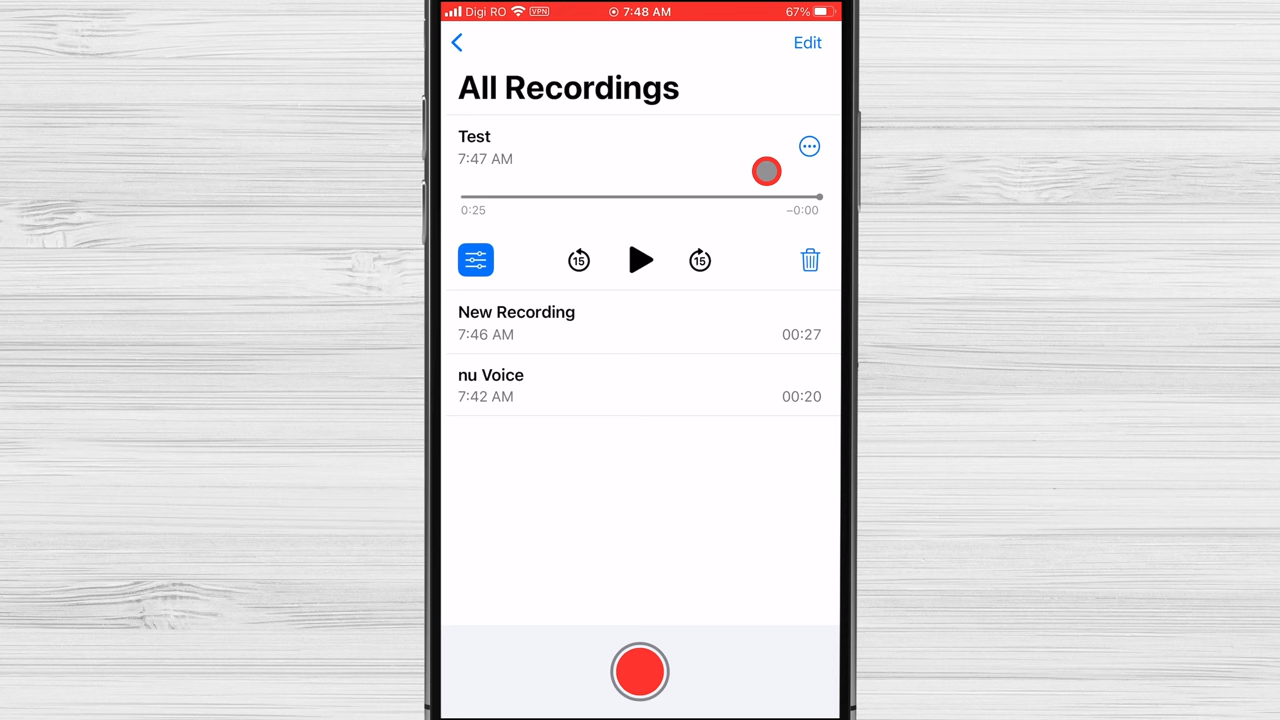 Digi RO VPN 7:48 AM 67%
Edit
All Recordings
Test
7:47 AM
0:25 –0:00
15 15
New Recording
7:46 AM 00:27
nu Voice
7:42 AM 00:20